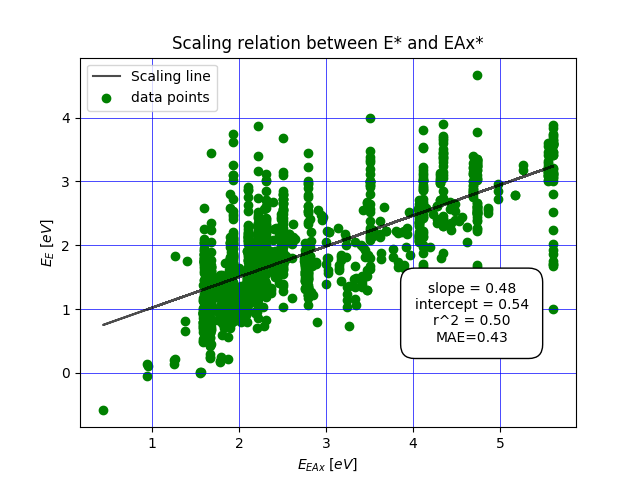 Scaling relation between E* and EAx*
Scaling line
data points
4
3
2
1
0
E_E [eV]
slope = 0.48
intercept = 0.54
r^2 = 0.50
MAE=0.43
1 2 3 4 5
E_EAx [eV]